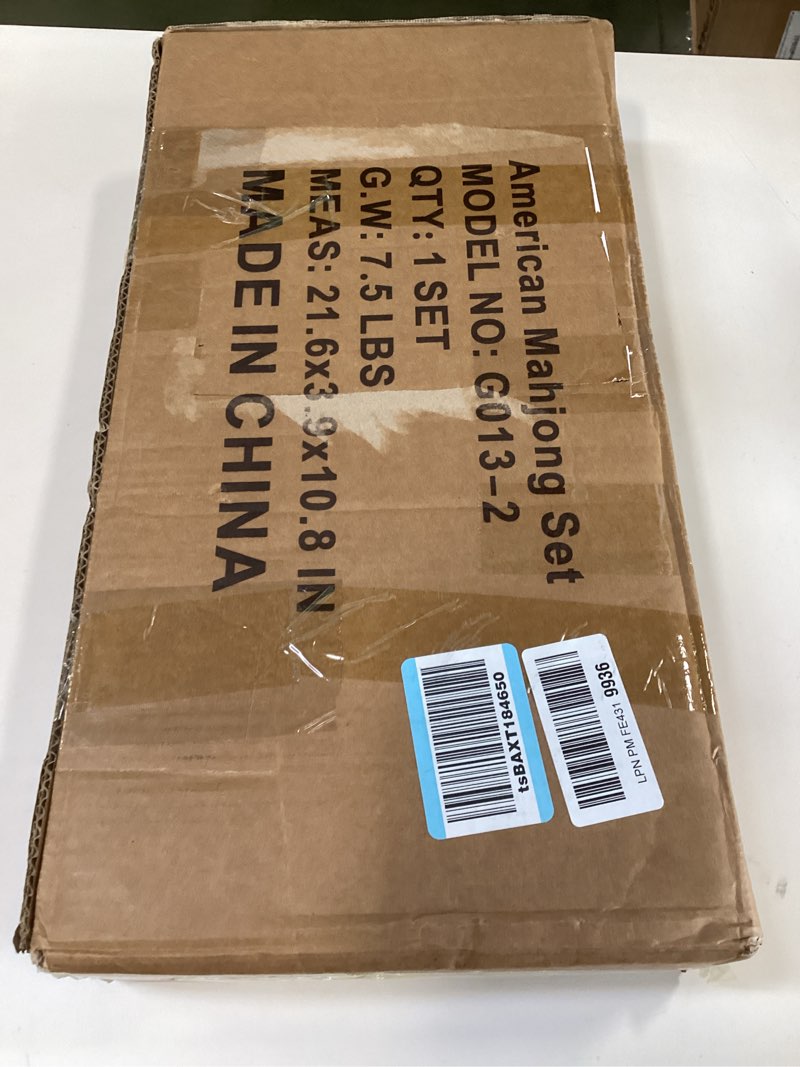 American Mahjong Set
MODEL NO: G013-2
QTY: 1 SET
G.W: 7.5 LBS
MEAS: 21.6x3.9x10.8 IN
MADE IN CHINA
tsBAXT184650
LPN PM FE431 9936